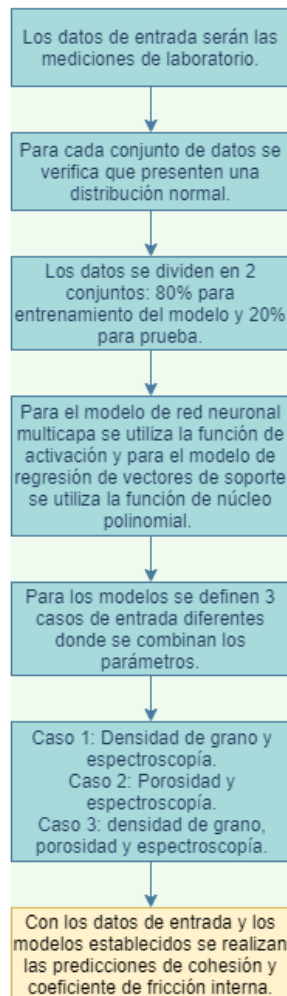 Los datos de entrada serán las
mediciones de laboratorio.
Para cada conjunto de datos se
verifica que presenten una
distribución normal.
Los datos se dividen en 2
conjuntos: 80% para
entrenamiento del modelo y 20%
para prueba.
Para el modelo de red neuronal
multicapa se utiliza la función de
activación y para el modelo de
regresión de vectores de soporte
se utiliza la función de núcleo
polinomial.
Para los modelos se definen 3
casos de entrada diferentes
donde se combinan los
parámetros.
Caso 1: Densidad de grano y
espectroscopía.
Caso 2: Porosidad y
espectroscopía.
Caso 3: densidad de grano,
porosidad y espectroscopía.
Con los datos de entrada y los
modelos establecidos se realizan
las predicciones de cohesión y
coeficiente de fricción interna.